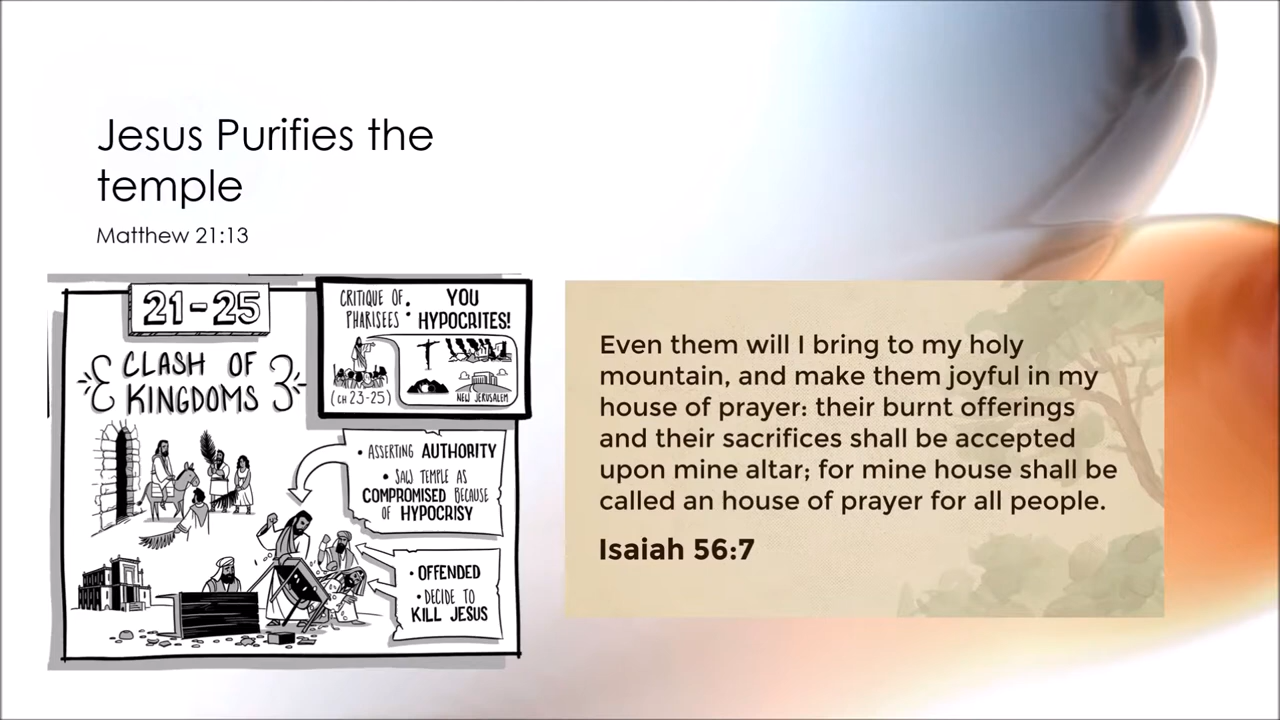 Jesus Purifies the
temple
Matthew 21:13
21-25
CLASH OF
KINGDOMS
CRITIQUE OF
PHARISEES :
YOU
HYPOCRITES!
(CH 23-25)
NEW JERUSALEM
• ASSERTING AUTHORITY
• SAW TEMPLE AS
COMPROMISED BECAUSE
OF HYPOCRISY
• OFFENDED
• DECIDE TO
KILL JESUS
Even them will I bring to my holy
mountain, and make them joyful in my
house of prayer: their burnt offerings
and their sacrifices shall be accepted
upon mine altar; for mine house shall be
called an house of prayer for all people.
Isaiah 56:7